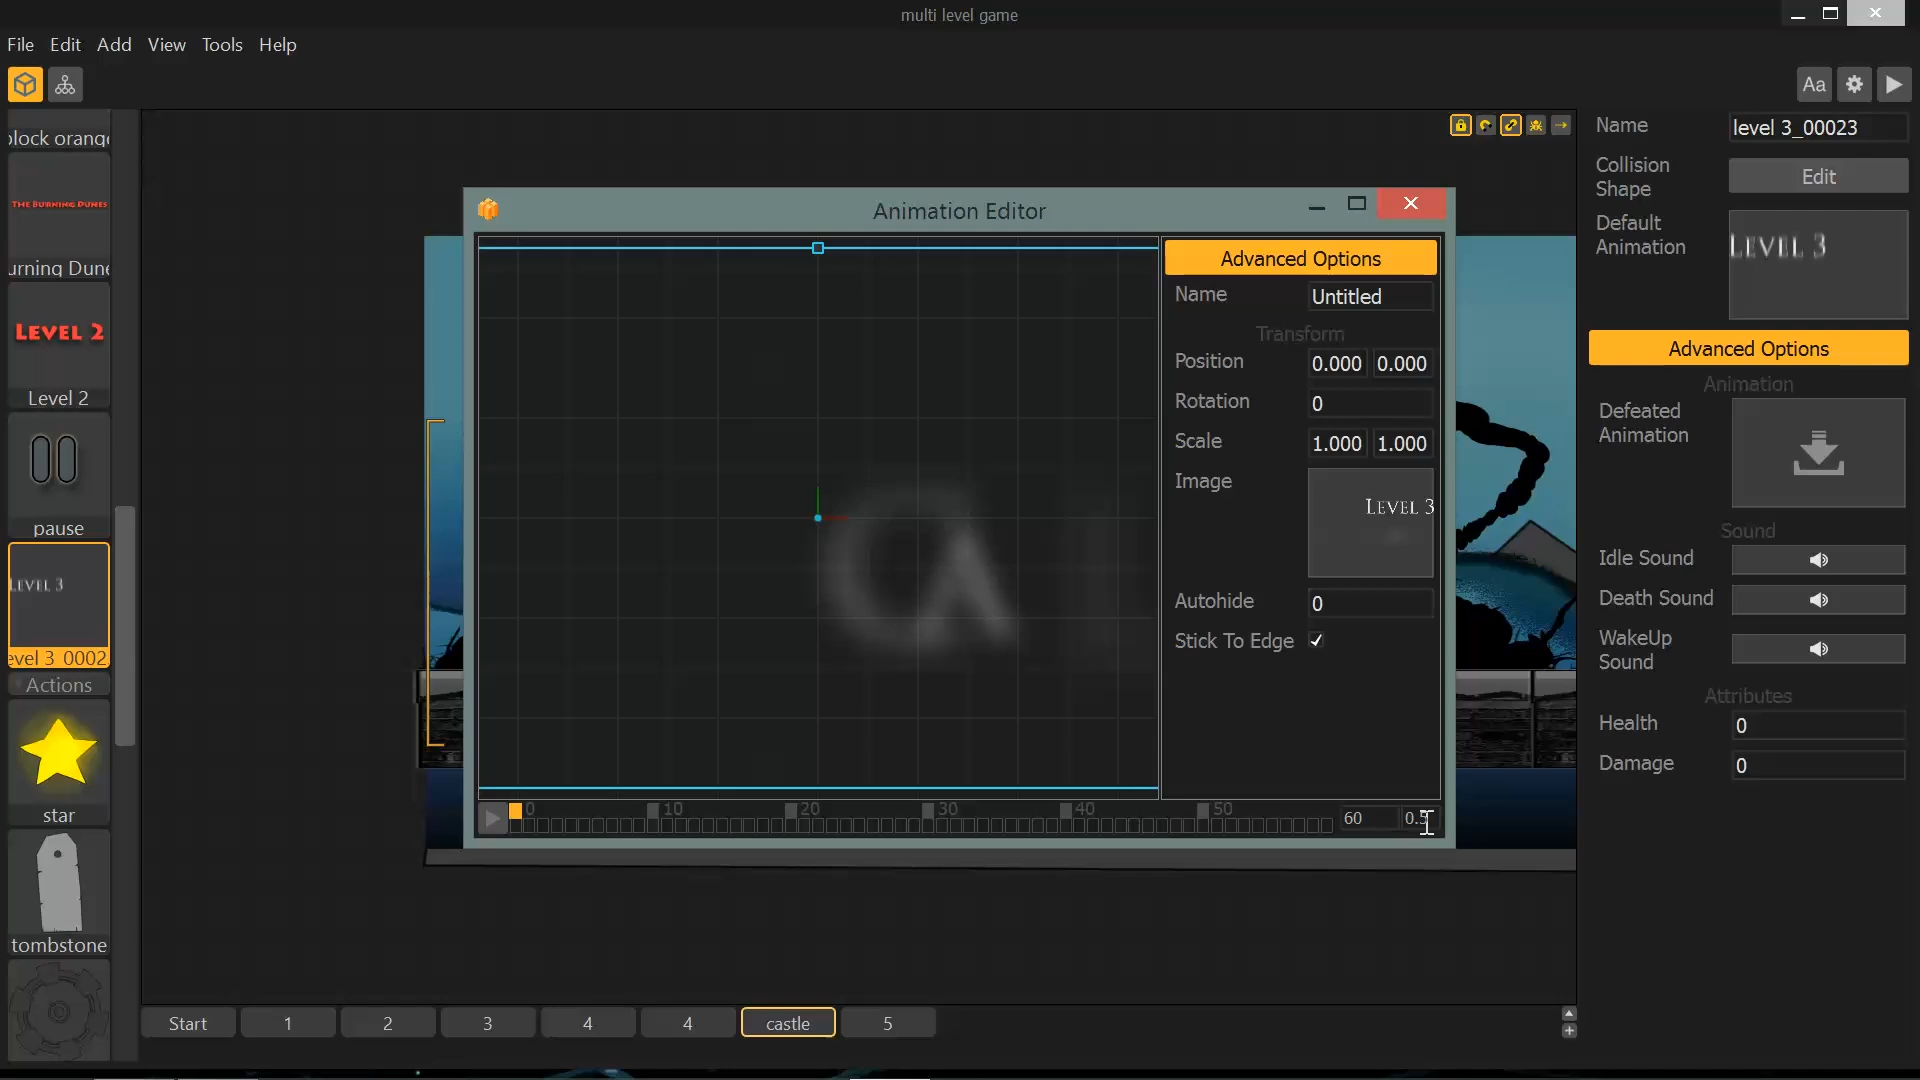 multi level game
File Edit Add View Tools Help
Aa
block orange
THE BURNING DUNES
urning Dune
LEVEL 2
Level 2
pause
LEVEL 3
evel 3_0002
Actions
star
tombstone
Animation Editor
Advanced Options
Name Untitled
Transform
Position 0.000 0.000
Rotation 0
Scale 1.000 1.000
Image LEVEL 3
Autohide 0
Stick To Edge
CA
0 10 20 30 40 50 60 0.5
Name level 3_00023
Collision
Shape
Edit
Default
Animation
LEVEL 3
Advanced Options
Animation
Defeated
Animation
Sound
Idle Sound
Death Sound
WakeUp
Sound
Attributes
Health 0
Damage 0
Start 1 2 3 4 4 castle 5